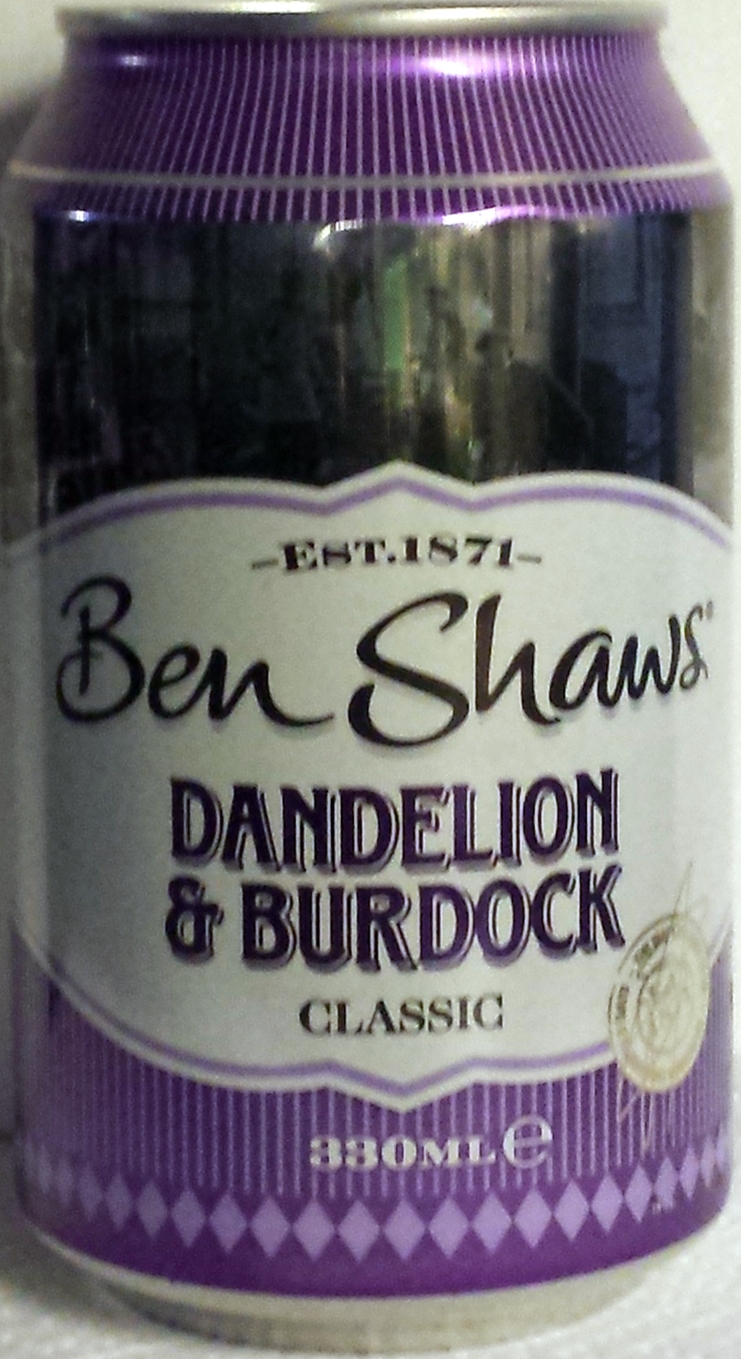 –EST.1871–
Ben Shaws®
DANDELION
& BURDOCK
CLASSIC
330ML e